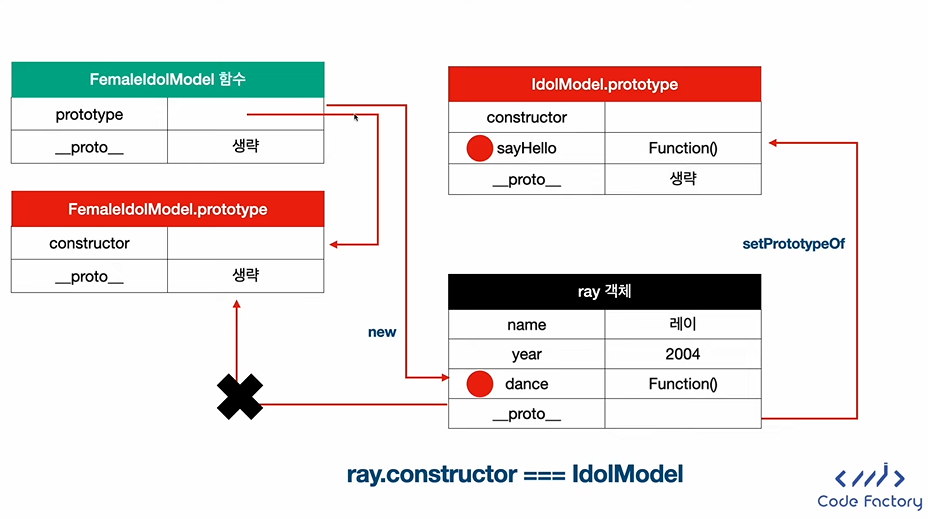 FemaleIdolModel 함수
prototype
__proto__ 생략
FemaleIdolModel.prototype
constructor
__proto__ 생략
IdolModel.prototype
constructor
sayHello Function()
__proto__ 생략
setPrototypeOf
new
ray 객체
name 레이
year 2004
dance Function()
__proto__
ray.constructor === IdolModel
Code Factory